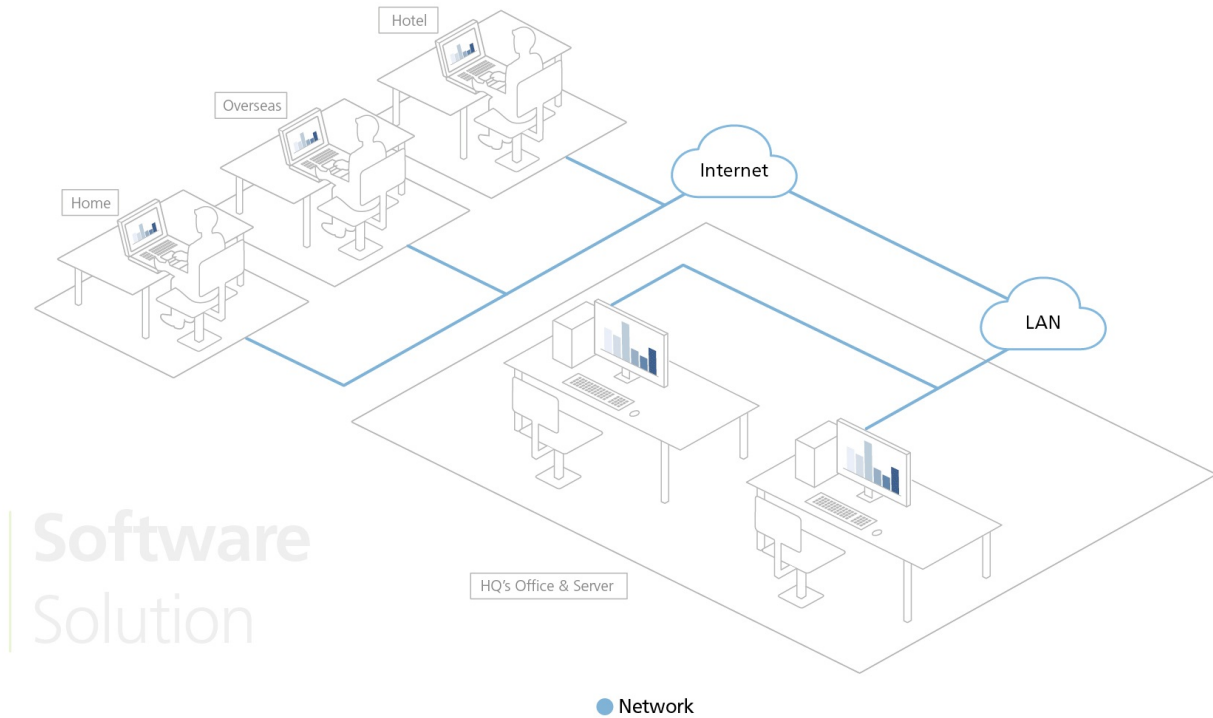 Hotel
Overseas
Home
Internet
LAN
Software
Solution
HQ's Office & Server
Network